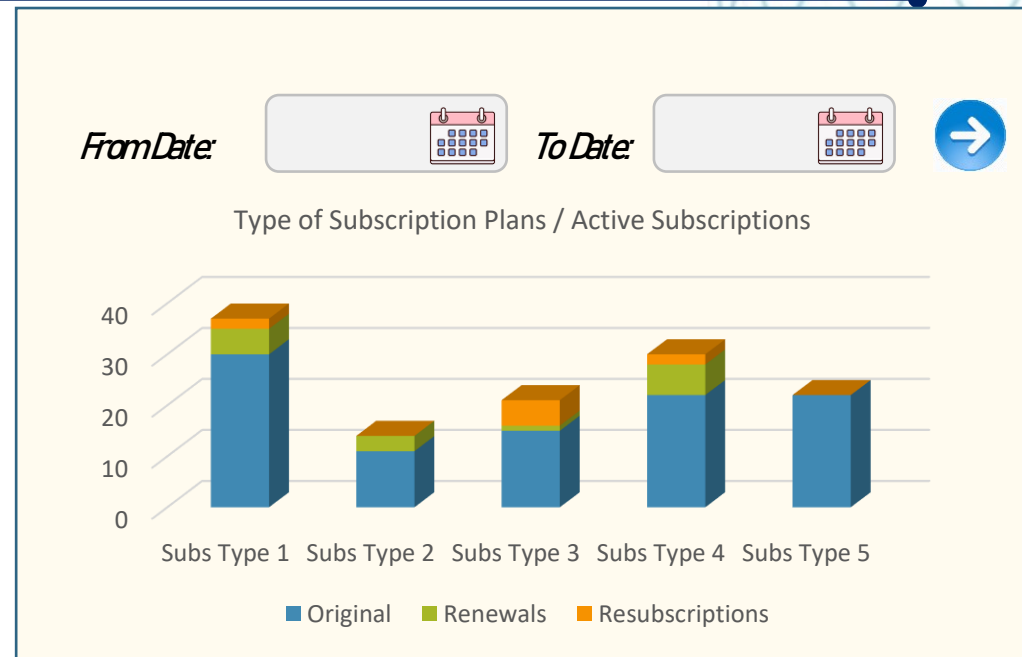 From Date: To Date:
Type of Subscription Plans / Active Subscriptions
40
30
20
10
0
Subs Type 1 Subs Type 2 Subs Type 3 Subs Type 4 Subs Type 5
Original Renewals Resubscriptions